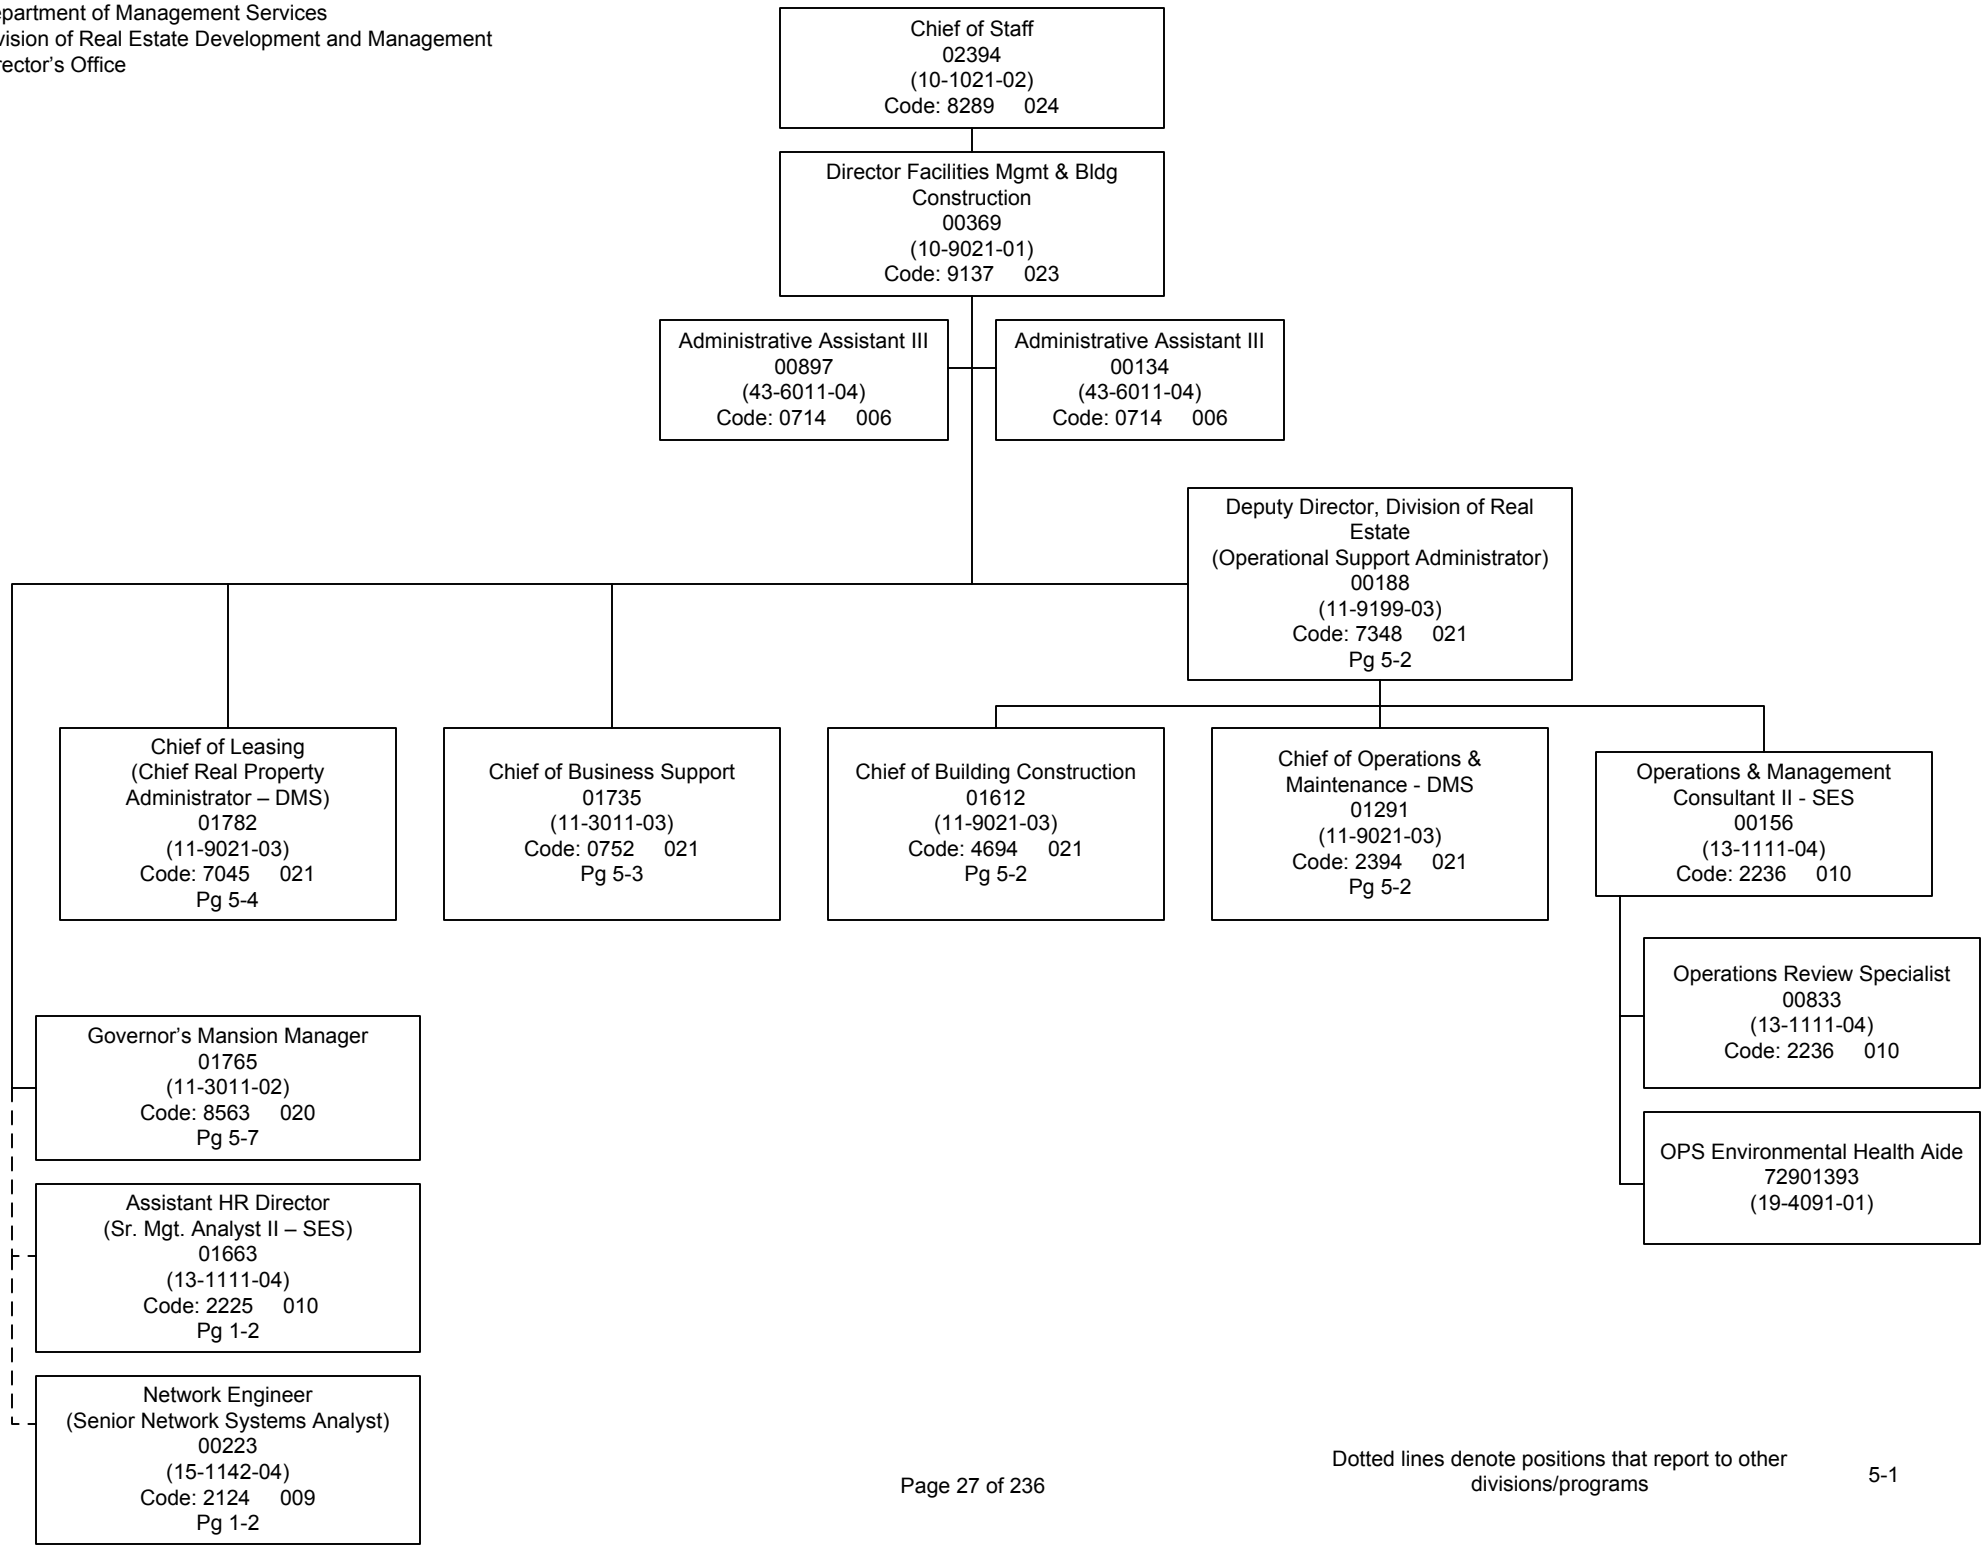 epartment of Management Services
vision of Real Estate Development and Management
rector's Office
Chief of Staff
02394
(10-1021-02)
Code: 8289 024
Director Facilities Mgmt & Bldg
Construction
00369
(10-9021-01)
Code: 9137 023
Administrative Assistant III
00897
(43-6011-04)
Code: 0714 006
Administrative Assistant III
00134
(43-6011-04)
Code: 0714 006
Deputy Director, Division of Real
Estate
(Operational Support Administrator)
00188
(11-9199-03)
Code: 7348 021
Pg 5-2
Chief of Leasing
(Chief Real Property
Administrator – DMS)
01782
(11-9021-03)
Code: 7045 021
Pg 5-4
Chief of Business Support
01735
(11-3011-03)
Code: 0752 021
Pg 5-3
Chief of Building Construction
01612
(11-9021-03)
Code: 4694 021
Pg 5-2
Chief of Operations &
Maintenance - DMS
01291
(11-9021-03)
Code: 2394 021
Pg 5-2
Operations & Management
Consultant II - SES
00156
(13-1111-04)
Code: 2236 010
Operations Review Specialist
00833
(13-1111-04)
Code: 2236 010
OPS Environmental Health Aide
72901393
(19-4091-01)
Governor's Mansion Manager
01765
(11-3011-02)
Code: 8563 020
Pg 5-7
Assistant HR Director
(Sr. Mgt. Analyst II – SES)
01663
(13-1111-04)
Code: 2225 010
Pg 1-2
Network Engineer
(Senior Network Systems Analyst)
00223
(15-1142-04)
Code: 2124 009
Pg 1-2
Page 27 of 236
Dotted lines denote positions that report to other
divisions/programs
5-1